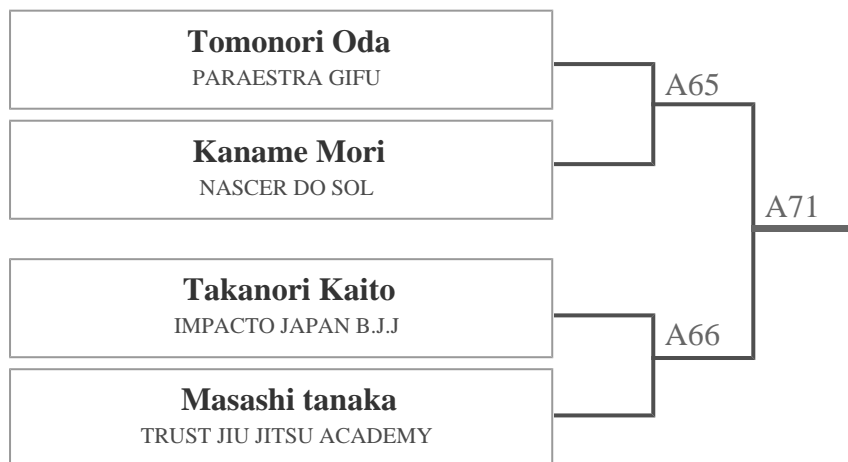 Tomonori Oda
PARAESTRA GIFU
A65
Kaname Mori
NASCER DO SOL
A71
Takanori Kaito
IMPACTO JAPAN B.J.J
A66
Masashi tanaka
TRUST JIU JITSU ACADEMY